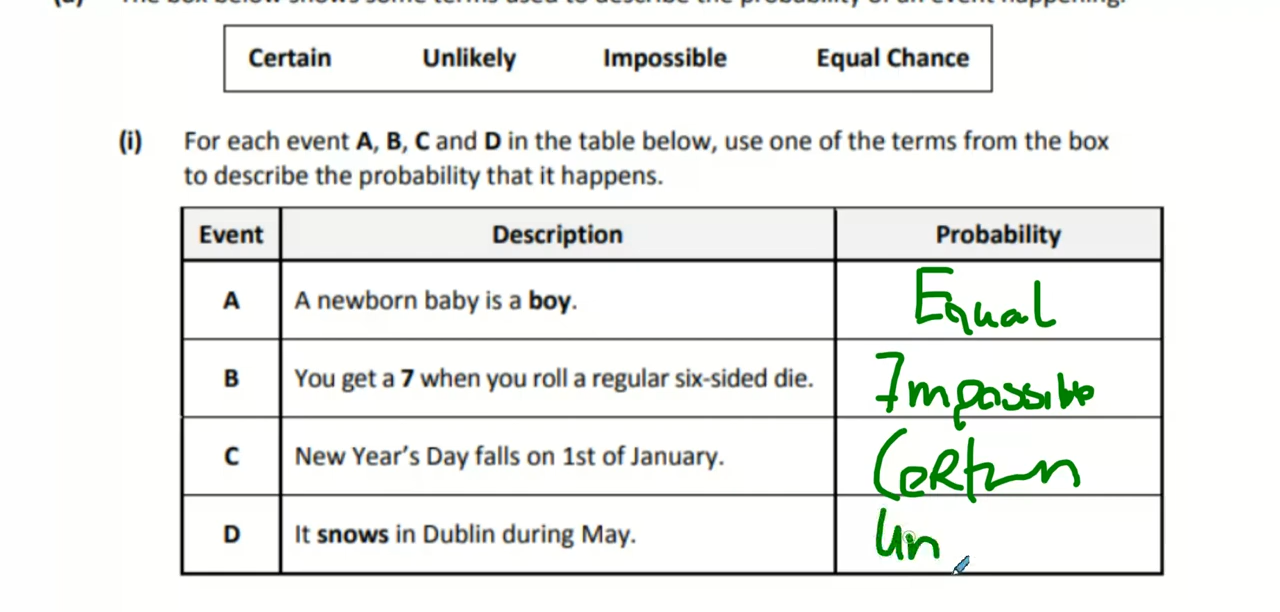 Certain Unlikely Impossible Equal Chance
(i) For each event A, B, C and D in the table below, use one of the terms from the box
to describe the probability that it happens.
Event Description Probability
A A newborn baby is a boy. Equal
B You get a 7 when you roll a regular six-sided die. Impossible
C New Year's Day falls on 1st of January. Certain
D It snows in Dublin during May. Un